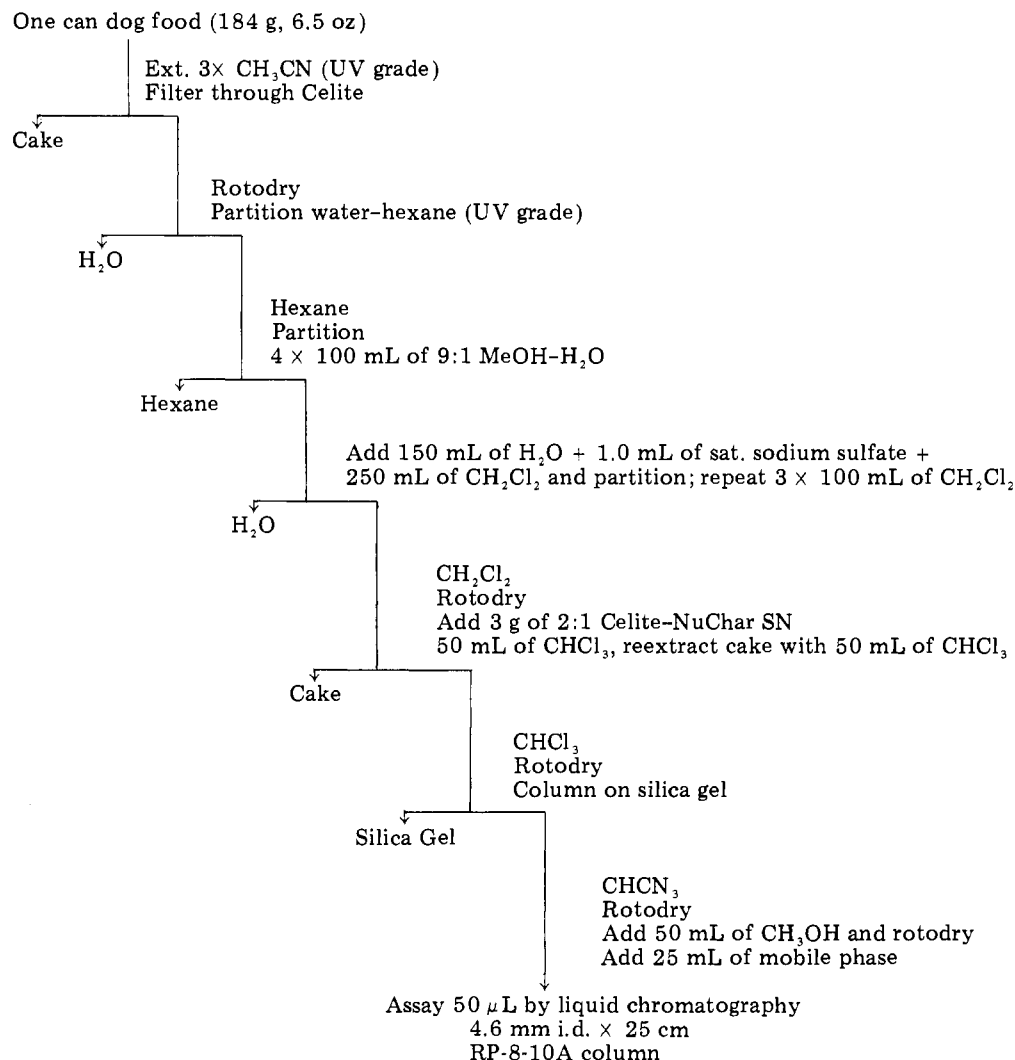 One can dog food (184 g, 6.5 oz)
Ext. 3× CH₃CN (UV grade)
Filter through Celite
Cake
Rotodry
Partition water-hexane (UV grade)
H₂O
Hexane
Partition
4 × 100 mL of 9:1 MeOH-H₂O
Hexane
Add 150 mL of H₂O + 1.0 mL of sat. sodium sulfate +
250 mL of CH₂Cl₂ and partition; repeat 3 × 100 mL of CH₂Cl₂
H₂O
CH₂Cl₂
Rotodry
Add 3 g of 2:1 Celite-NuChar SN
50 mL of CHCl₃, reextract cake with 50 mL of CHCl₃
Cake
CHCl₃
Rotodry
Column on silica gel
Silica Gel
CHCN₃
Rotodry
Add 50 mL of CH₃OH and rotodry
Add 25 mL of mobile phase
Assay 50 μL by liquid chromatography
4.6 mm i.d. × 25 cm
RP-8-10A column